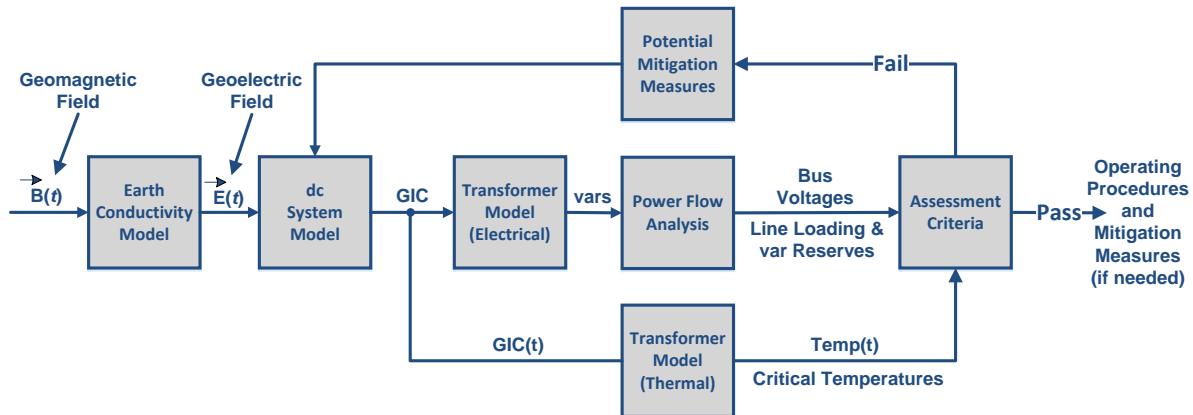 Potential
Mitigation
Measures
Fail
Geomagnetic
Field
Geoelectric
Field
B(t)
Earth
Conductivity
Model
E(t)
dc
System
Model
GIC
Transformer
Model
(Electrical)
vars
Power Flow
Analysis
Bus
Voltages
Line Loading &
var Reserves
Assessment
Criteria
Pass
Operating
Procedures
and
Mitigation
Measures
(if needed)
GIC(t)
Transformer
Model
(Thermal)
Temp(t)
Critical Temperatures